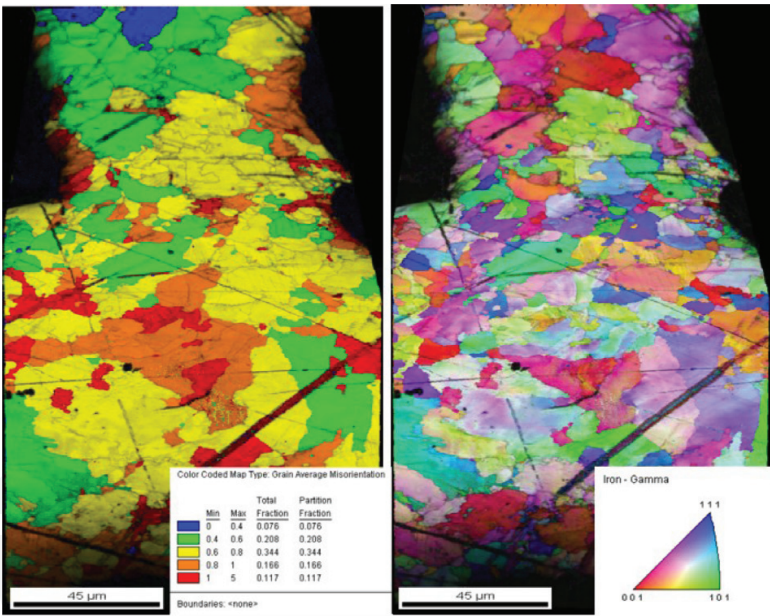 Color Coded Map Type: Grain Average Misorientation
Total Partition
Min Max Fraction Fraction
0 0.4 0.076 0.076
0.4 0.6 0.208 0.208
0.6 0.8 0.344 0.344
0.8 1 0.166 0.166
1 5 0.117 0.117
Boundaries: <none>
45 µm
Iron - Gamma
1 1 1
0 0 1 1 0 1
45 µm